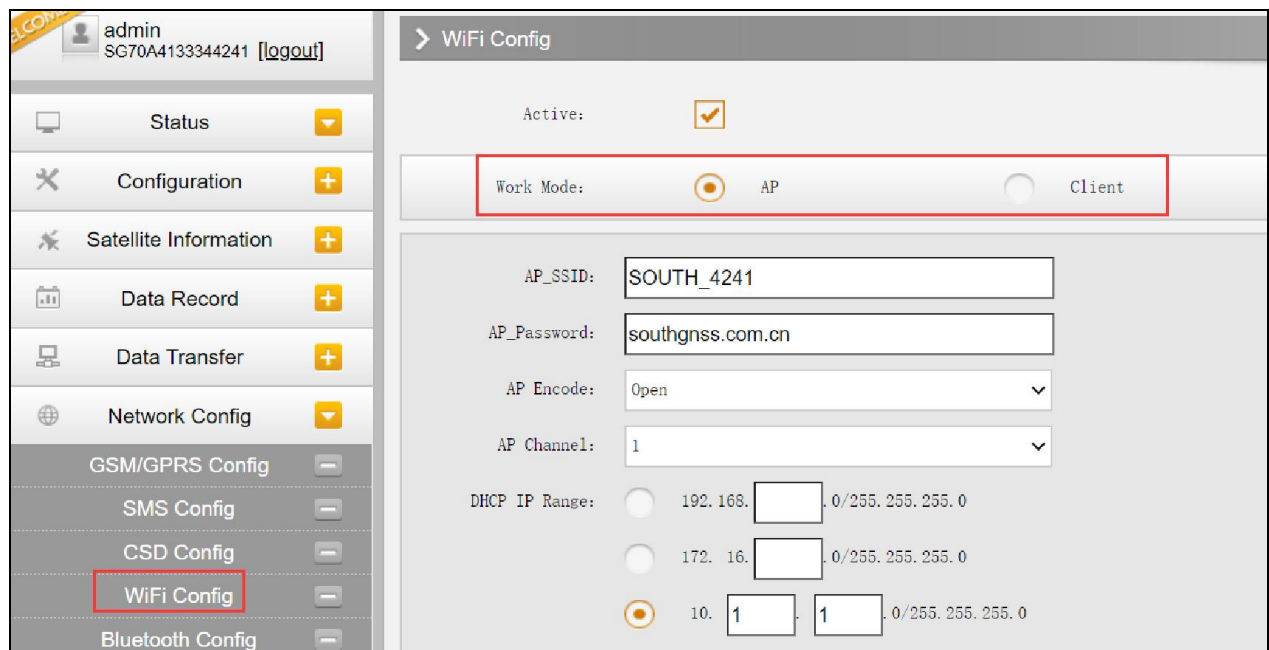 admin
SG70A4133344241 [logout]
Status
Configuration
Satellite Information
Data Record
Data Transfer
Network Config
GSM/GPRS Config
SMS Config
CSD Config
WiFi Config
Bluetooth Config
WiFi Config
Active:
Work Mode: AP Client
AP_SSID: SOUTH_4241
AP_Password: southgnss.com.cn
AP Encode: Open
AP Channel: 1
DHCP IP Range: 192.168. .0/255.255.255.0
172. 16. .0/255.255.255.0
10. 1 . 1 .0/255.255.255.0